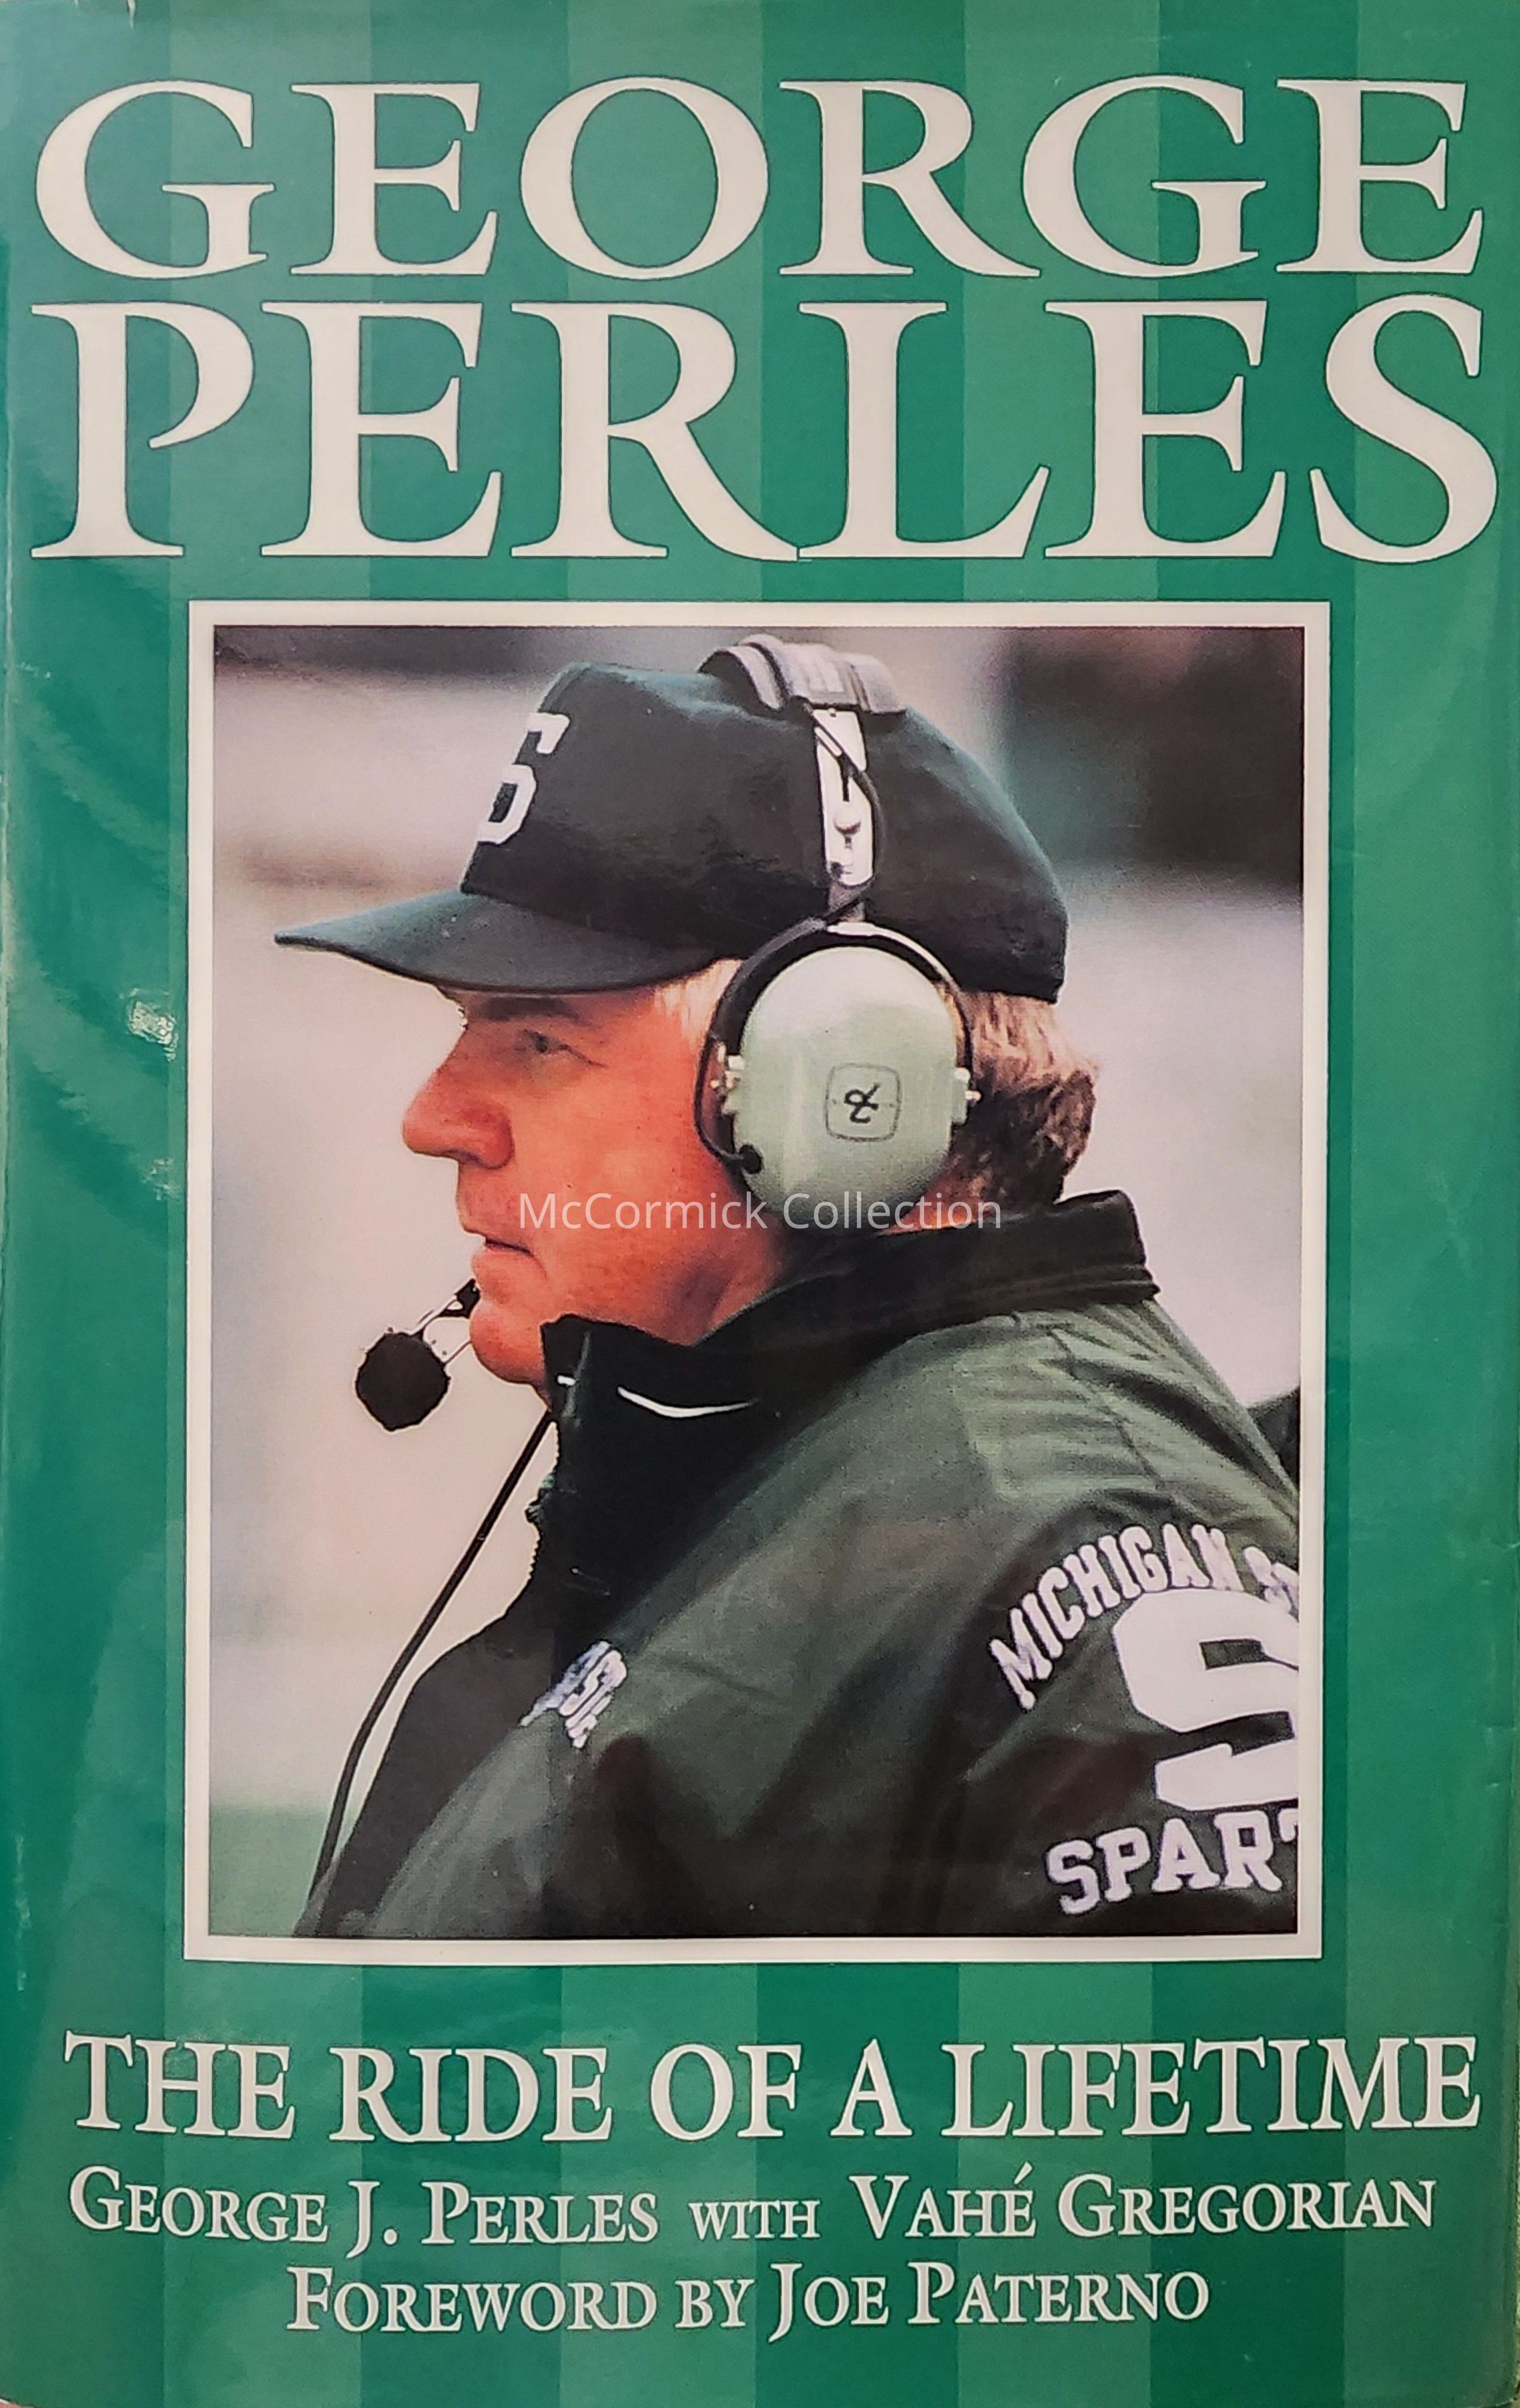 GEORGE
PERLES
S
McCormick Collection
MICHIGAN
S
SPART
THE RIDE OF A LIFETIME
GEORGE J. PERLES WITH VAHÉ GREGORIAN
FOREWORD BY JOE PATERNO